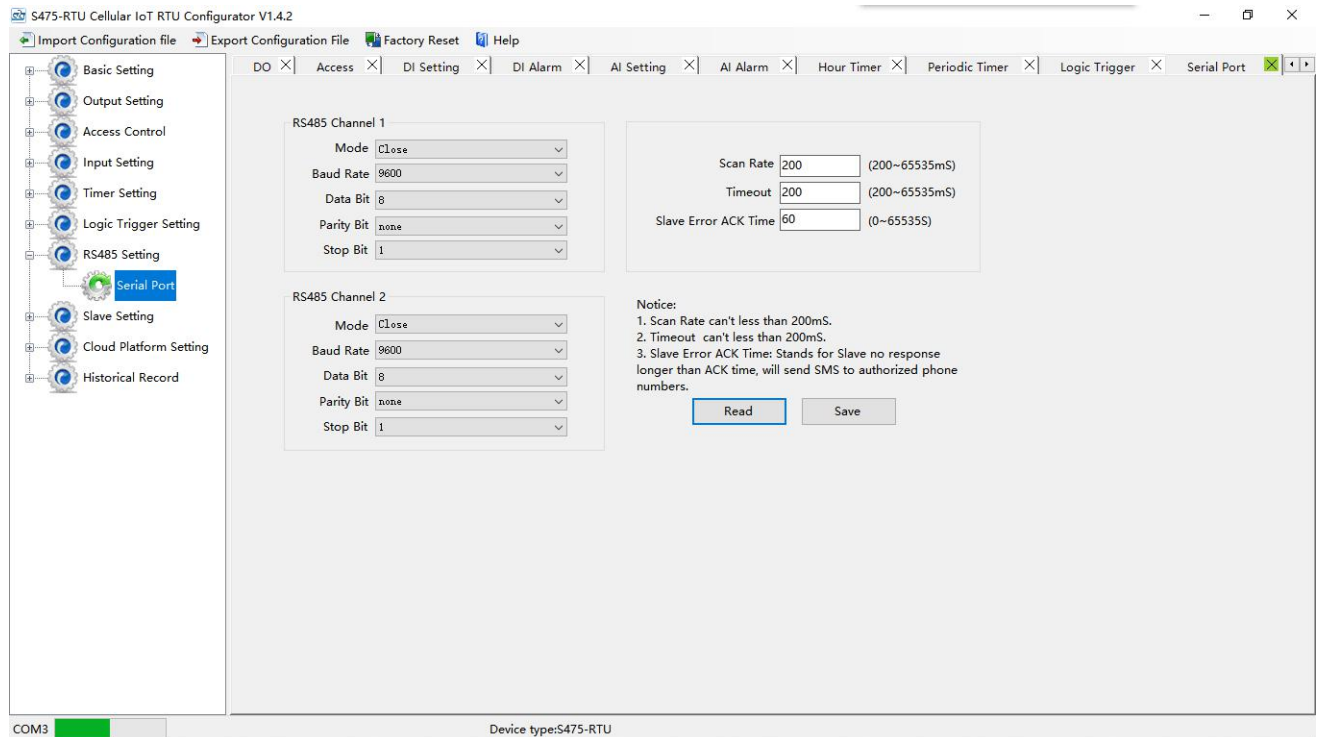 S475-RTU Cellular IoT RTU Configurator V1.4.2
Import Configuration file Export Configuration File Factory Reset Help
Basic Setting
Output Setting
Access Control
Input Setting
Timer Setting
Logic Trigger Setting
RS485 Setting
Serial Port
Slave Setting
Cloud Platform Setting
Historical Record
DO Access DI Setting DI Alarm AI Setting AI Alarm Hour Timer Periodic Timer Logic Trigger Serial Port
RS485 Channel 1
Mode Close
Baud Rate 9600
Data Bit 8
Parity Bit none
Stop Bit 1
Scan Rate 200 (200~65535mS)
Timeout 200 (200~65535mS)
Slave Error ACK Time 60 (0~65535S)
RS485 Channel 2
Mode Close
Baud Rate 9600
Data Bit 8
Parity Bit none
Stop Bit 1
Notice:
1. Scan Rate can't less than 200mS.
2. Timeout can't less than 200mS.
3. Slave Error ACK Time: Stands for Slave no response
longer than ACK time, will send SMS to authorized phone
numbers.
Read Save
COM3 Device type:S475-RTU